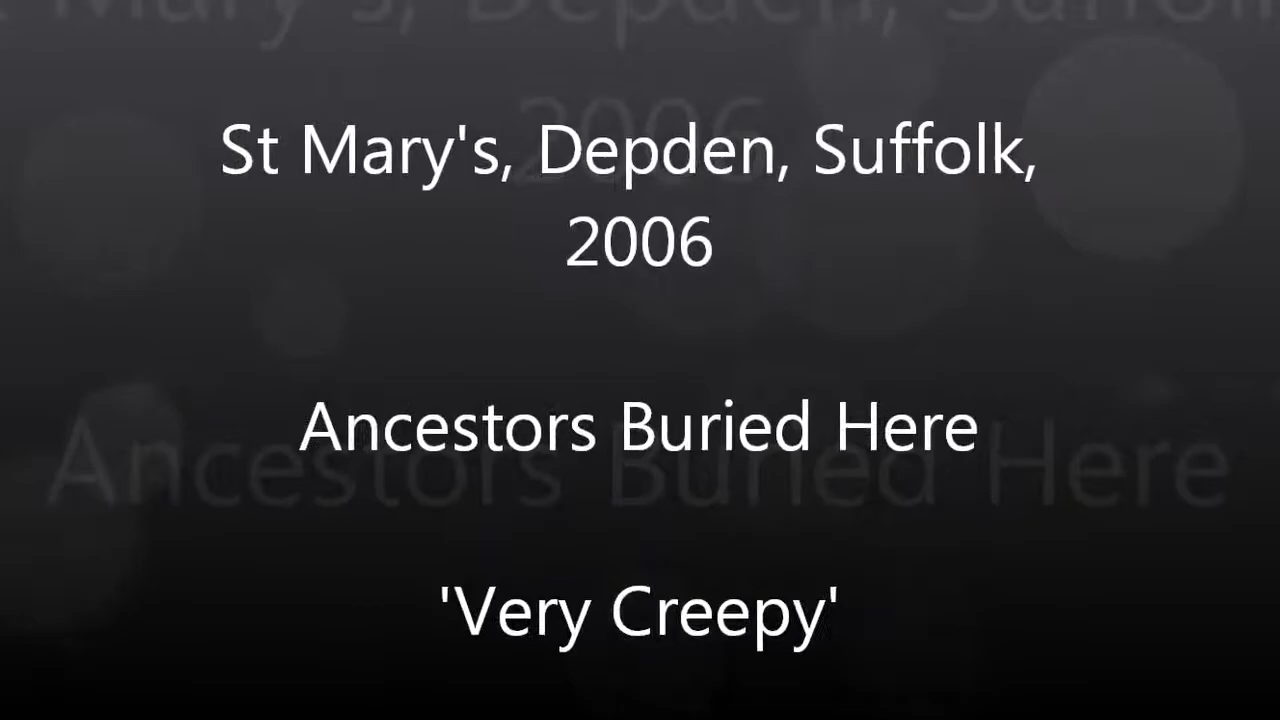 St Mary's, Depden, Suffolk,
2006
Ancestors Buried Here
'Very Creepy'